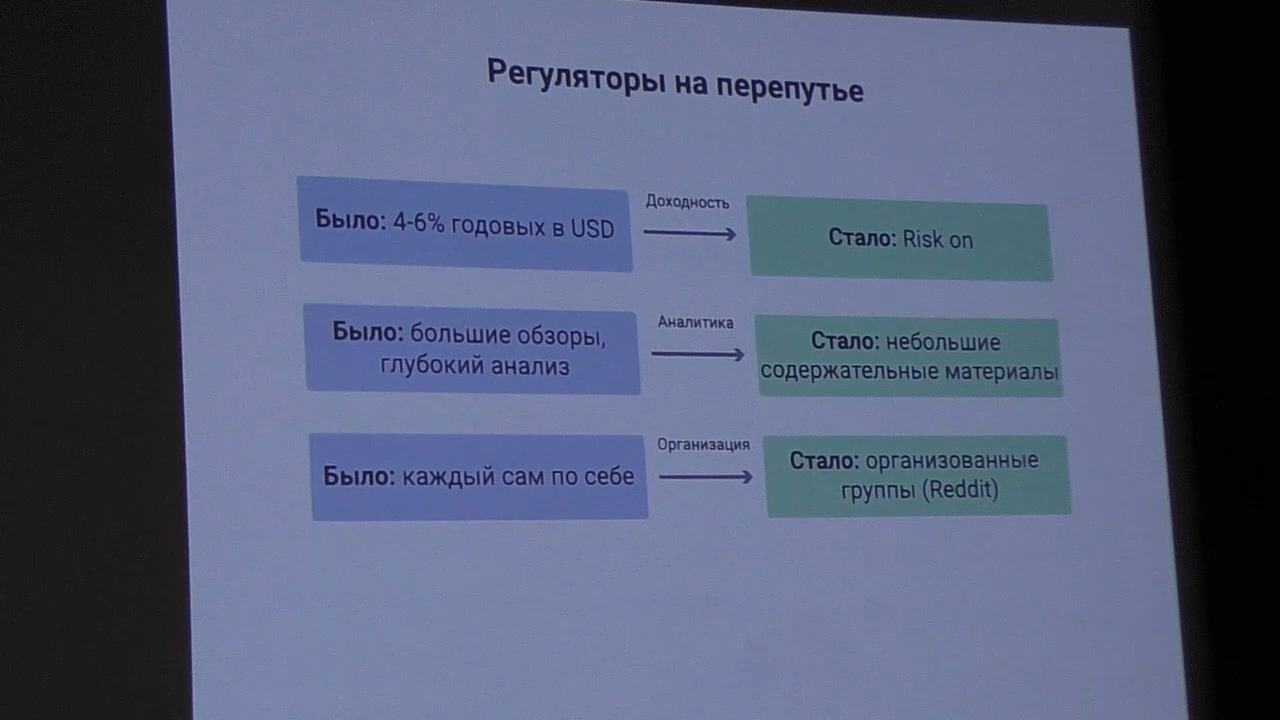 Регуляторы на перепутье
Было: 4-6% годовых в USD
Доходность
Стало: Risk on
Было: большие обзоры,
глубокий анализ
Аналитика
Стало: небольшие
содержательные материалы
Было: каждый сам по себе
Организация
Стало: организованные
группы (Reddit)